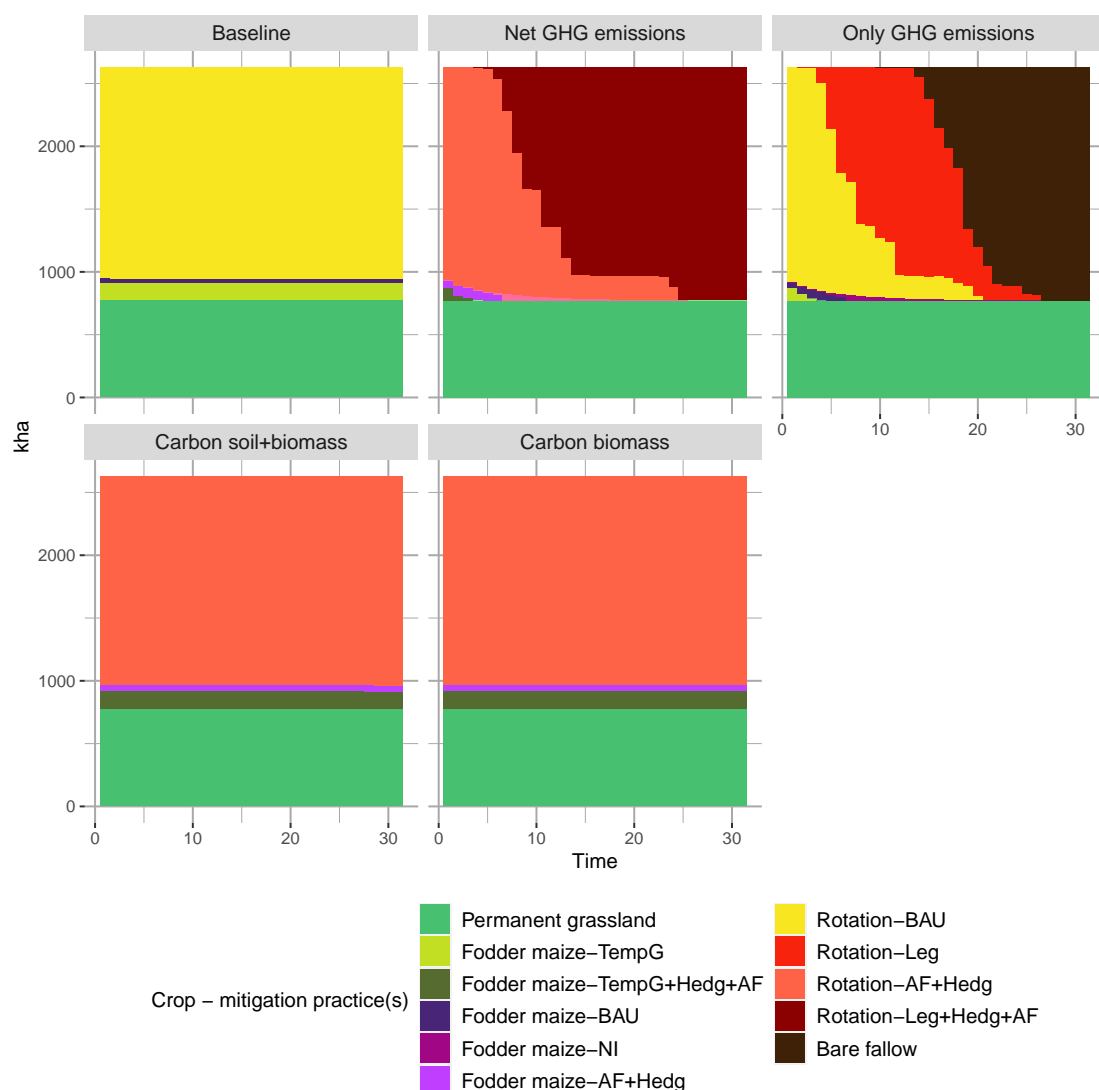 Baseline
Net GHG emissions
Only GHG emissions
2000
1000
0
0
10
20
30
Carbon soil+biomass
Carbon biomass
kha
2000
1000
0
0
10
20
30
0
10
20
30
Time
Crop − mitigation practice(s)
Permanent grassland
Fodder maize−TempG
Fodder maize−TempG+Hedg+AF
Fodder maize−BAU
Fodder maize−NI
Fodder maize−AF+Hedg
Rotation−BAU
Rotation−Leg
Rotation−AF+Hedg
Rotation−Leg+Hedg+AF
Bare fallow